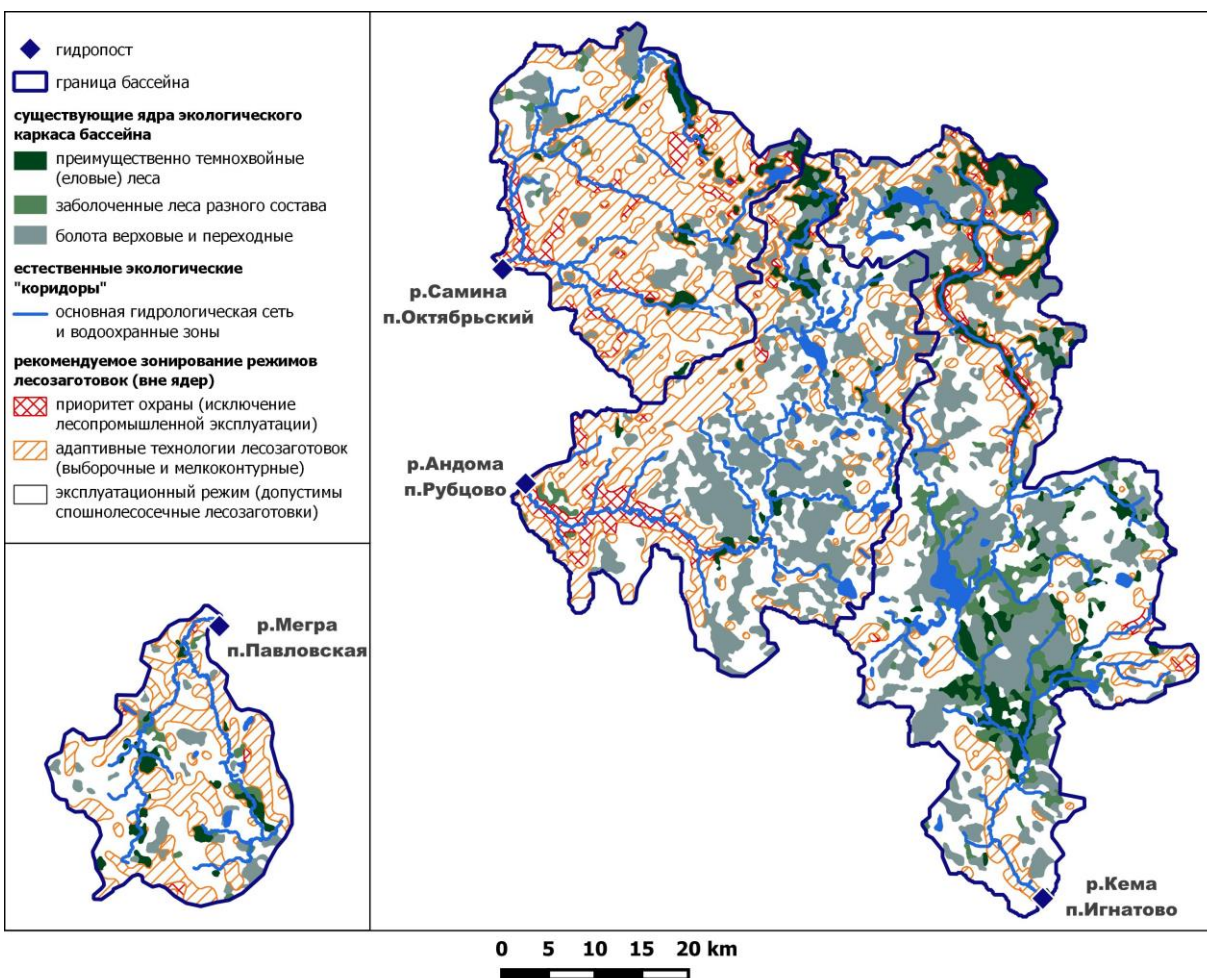 гидропост
граница бассейна
существующие ядра экологического
каркаса бассейна
преимущественно темнохвойные
(еловые) леса
заболоченные леса разного состава
болота верховые и переходные
естественные экологические
"коридоры"
основная гидрологическая сеть
и водоохранные зоны
рекомендуемое зонирование режимов
лесозаготовок (вне ядер)
приоритет охраны (исключение
лесопромышленной эксплуатации)
адаптивные технологии лесозаготовок
(выборочные и мелкоконтурные)
эксплуатационный режим (допустимы
спошнолесосечные лесозаготовки)
р.Самина
п.Октябрьский
р.Андома
п.Рубцово
р.Мегра
п.Павловская
р.Кема
п.Игнатово
0 5 10 15 20 km